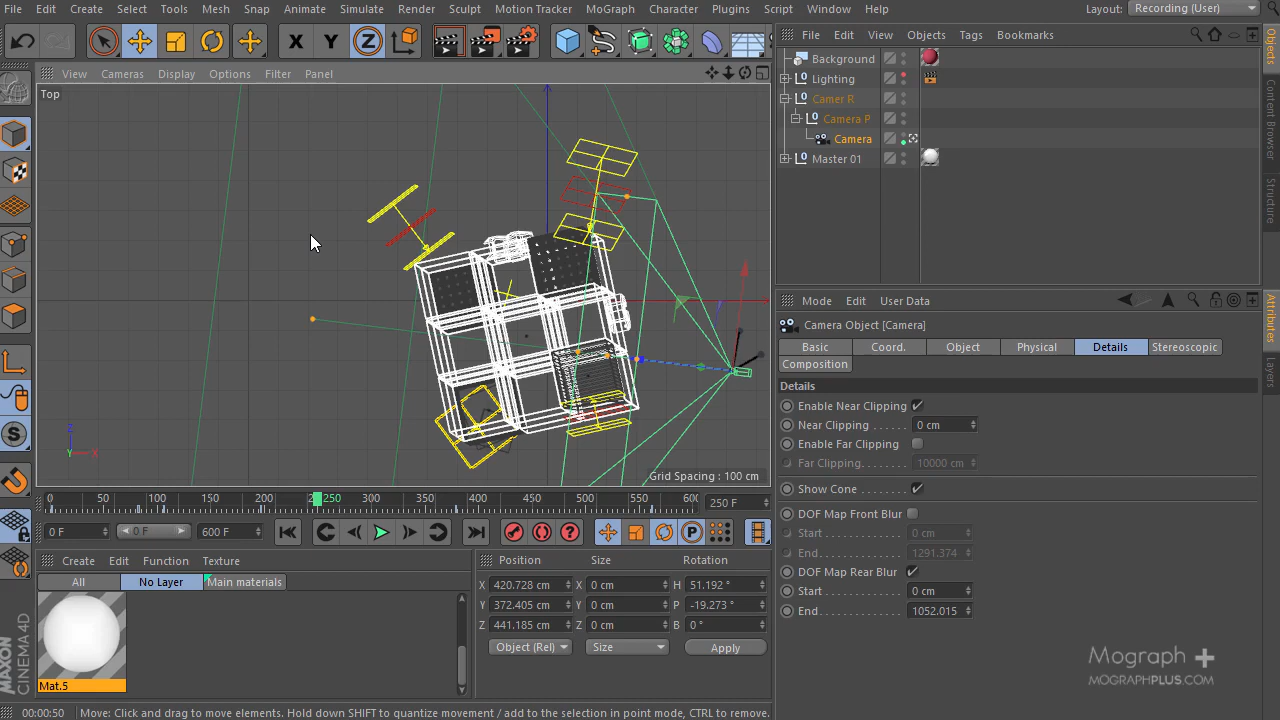 File Edit Create Select Tools Mesh Snap Animate Simulate Render Sculpt Motion Tracker MoGraph Character Plugins Script Window Help Layout: Recording (User)
X Y Z
File Edit View Objects Tags Bookmarks
View Cameras Display Options Filter Panel
Top
Background
Lighting
Camer R
Camera P
Camera
Master 01
Objects
Content Browser
Structure
Mode Edit User Data
Camera Object [Camera]
Basic Coord. Object Physical Details Stereoscopic
Composition
Details
Enable Near Clipping
Near Clipping 0 cm
Enable Far Clipping
Far Clipping 10000 cm
Show Cone
DOF Map Front Blur
Start 0 cm
End 1291.374
DOF Map Rear Blur
Start 0 cm
End 1052.015
Attributes
Layers
Z
Y X
Grid Spacing : 100 cm
0 50 100 150 200 250 300 350 400 450 500 550 600 250 F
0 F 0 F 600 F
Create Edit Function Texture
All No Layer Main materials
Mat.5
Position Size Rotation
X 420.728 cm X 0 cm H 51.192 °
Y 372.405 cm Y 0 cm P -19.273 °
Z 441.185 cm Z 0 cm B 0 °
Object (Rel) Size Apply
MAXON
CINEMA 4D
Mograph +
MOGRAPHPLUS.COM
00:00:50 Move: Click and drag to move elements. Hold down SHIFT to quantize movement / add to the selection in point mode, CTRL to remove.